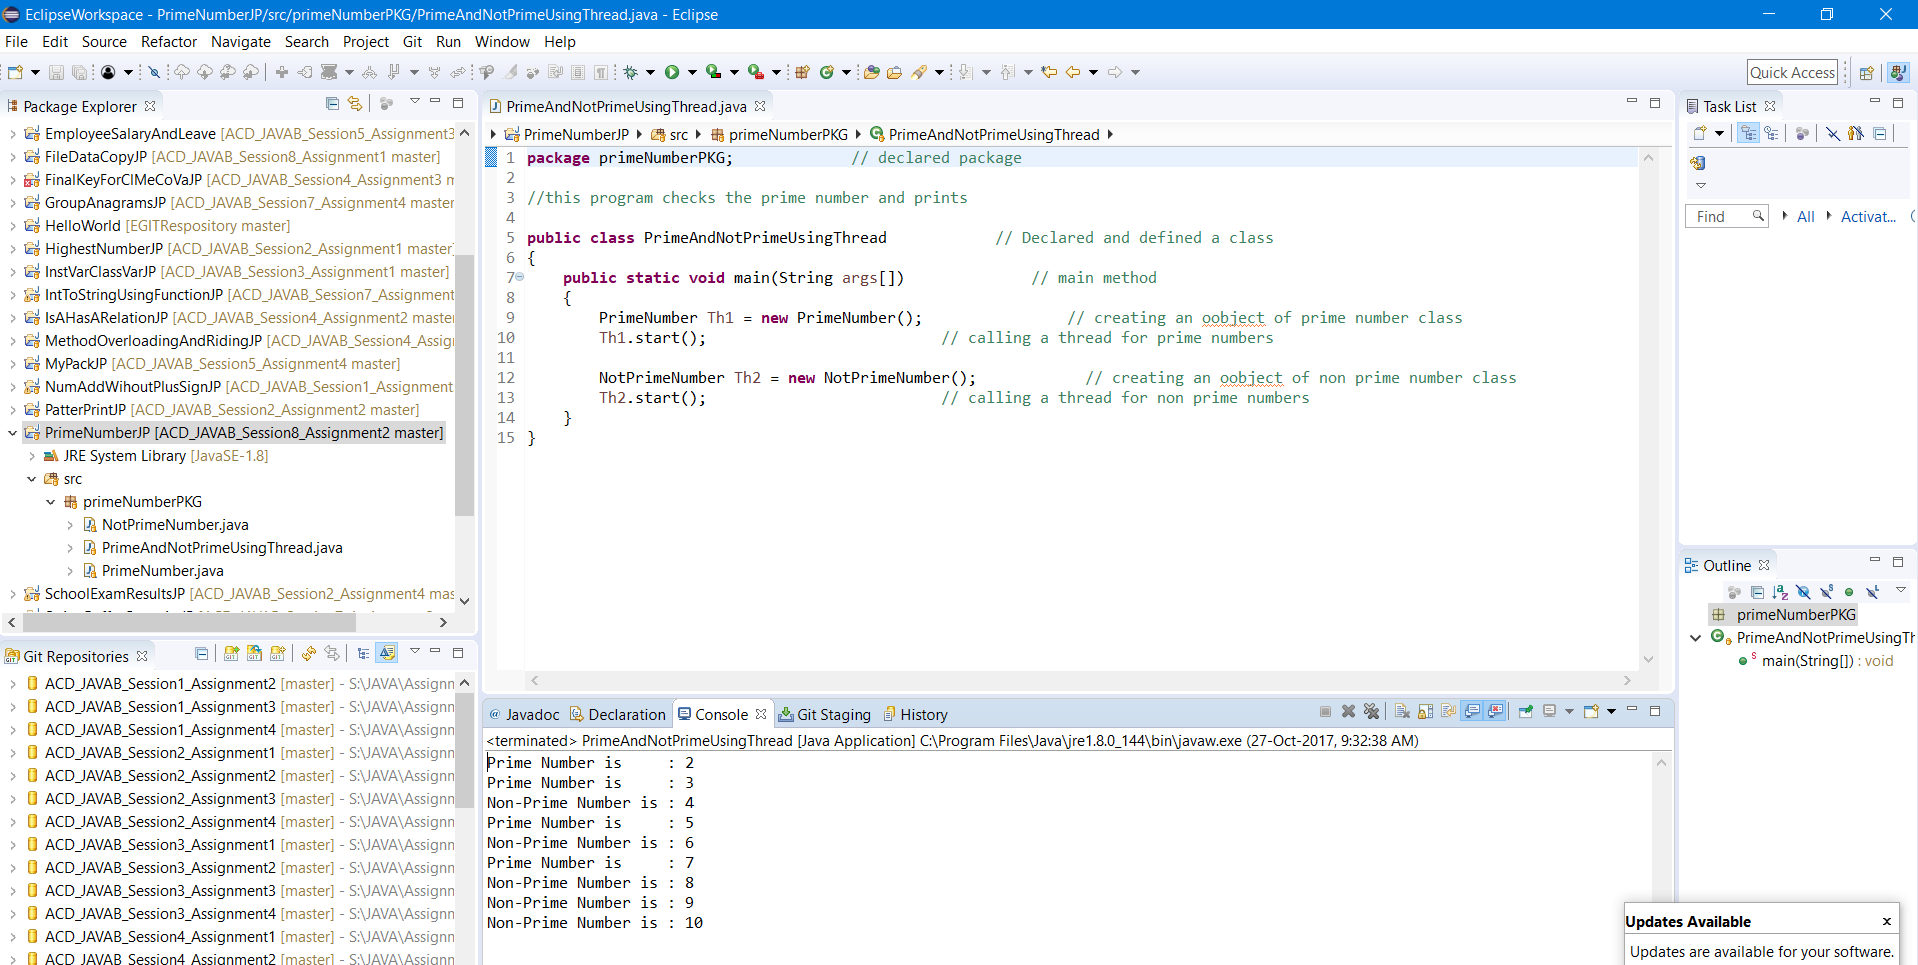 EclipseWorkspace - PrimeNumberJP/src/primeNumberPKG/PrimeAndNotPrimeUsingThread.java - Eclipse
File Edit Source Refactor Navigate Search Project Git Run Window Help
Quick Access
Package Explorer
EmployeeSalaryAndLeave [ACD_JAVAB_Session5_Assignment3
FileDataCopyJP [ACD_JAVAB_Session8_Assignment1 master]
FinalKeyForClMeCoVaJP [ACD_JAVAB_Session4_Assignment3 m
GroupAnagramsJP [ACD_JAVAB_Session7_Assignment4 master
HelloWorld [EGITRespository master]
HighestNumberJP [ACD_JAVAB_Session2_Assignment1 master]
InstVarClassVarJP [ACD_JAVAB_Session3_Assignment1 master]
IntToStringUsingFunctionJP [ACD_JAVAB_Session7_Assignment
IsAHasARelationJP [ACD_JAVAB_Session4_Assignment2 master
MethodOverloadingAndRidingJP [ACD_JAVAB_Session4_Assigr
MyPackJP [ACD_JAVAB_Session5_Assignment4 master]
NumAddWihoutPlusSignJP [ACD_JAVAB_Session1_Assignment
PatterPrintJP [ACD_JAVAB_Session2_Assignment2 master]
PrimeNumberJP [ACD_JAVAB_Session8_Assignment2 master]
JRE System Library [JavaSE-1.8]
src
primeNumberPKG
NotPrimeNumber.java
PrimeAndNotPrimeUsingThread.java
PrimeNumber.java
SchoolExamResultsJP [ACD_JAVAB_Session2_Assignment4 mas
Git Repositories
ACD_JAVAB_Session1_Assignment2 [master] - S:\JAVA\Assignn
ACD_JAVAB_Session1_Assignment3 [master] - S:\JAVA\Assignn
ACD_JAVAB_Session1_Assignment4 [master] - S:\JAVA\Assignn
ACD_JAVAB_Session2_Assignment1 [master] - S:\JAVA\Assignn
ACD_JAVAB_Session2_Assignment2 [master] - S:\JAVA\Assignn
ACD_JAVAB_Session2_Assignment3 [master] - S:\JAVA\Assignn
ACD_JAVAB_Session2_Assignment4 [master] - S:\JAVA\Assignn
ACD_JAVAB_Session3_Assignment1 [master] - S:\JAVA\Assignn
ACD_JAVAB_Session3_Assignment2 [master] - S:\JAVA\Assignn
ACD_JAVAB_Session3_Assignment3 [master] - S:\JAVA\Assignn
ACD_JAVAB_Session3_Assignment4 [master] - S:\JAVA\Assignn
ACD_JAVAB_Session4_Assignment1 [master] - S:\JAVA\Assignn
ACD_JAVAB_Session4_Assignment2 [master] - S:\JAVA\Assignn
PrimeAndNotPrimeUsingThread.java
PrimeNumberJP src primeNumberPKG PrimeAndNotPrimeUsingThread
1 package primeNumberPKG; // declared package
2
3 //this program checks the prime number and prints
4
5 public class PrimeAndNotPrimeUsingThread // Declared and defined a class
6 {
7 public static void main(String args[]) // main method
8 {
9 PrimeNumber Th1 = new PrimeNumber(); // creating an oobject of prime number class
10 Th1.start(); // calling a thread for prime numbers
11
12 NotPrimeNumber Th2 = new NotPrimeNumber(); // creating an oobject of non prime number class
13 Th2.start(); // calling a thread for non prime numbers
14 }
15 }
@ Javadoc Declaration Console Git Staging History
<terminated> PrimeAndNotPrimeUsingThread [Java Application] C:\Program Files\Java\jre1.8.0_144\bin\javaw.exe (27-Oct-2017, 9:32:38 AM)
Prime Number is : 2
Prime Number is : 3
Non-Prime Number is : 4
Prime Number is : 5
Non-Prime Number is : 6
Prime Number is : 7
Non-Prime Number is : 8
Non-Prime Number is : 9
Non-Prime Number is : 10
Task List
Find All Activat...
Outline
primeNumberPKG
PrimeAndNotPrimeUsingTh
main(String[]) : void
Updates Available x
Updates are available for your software.